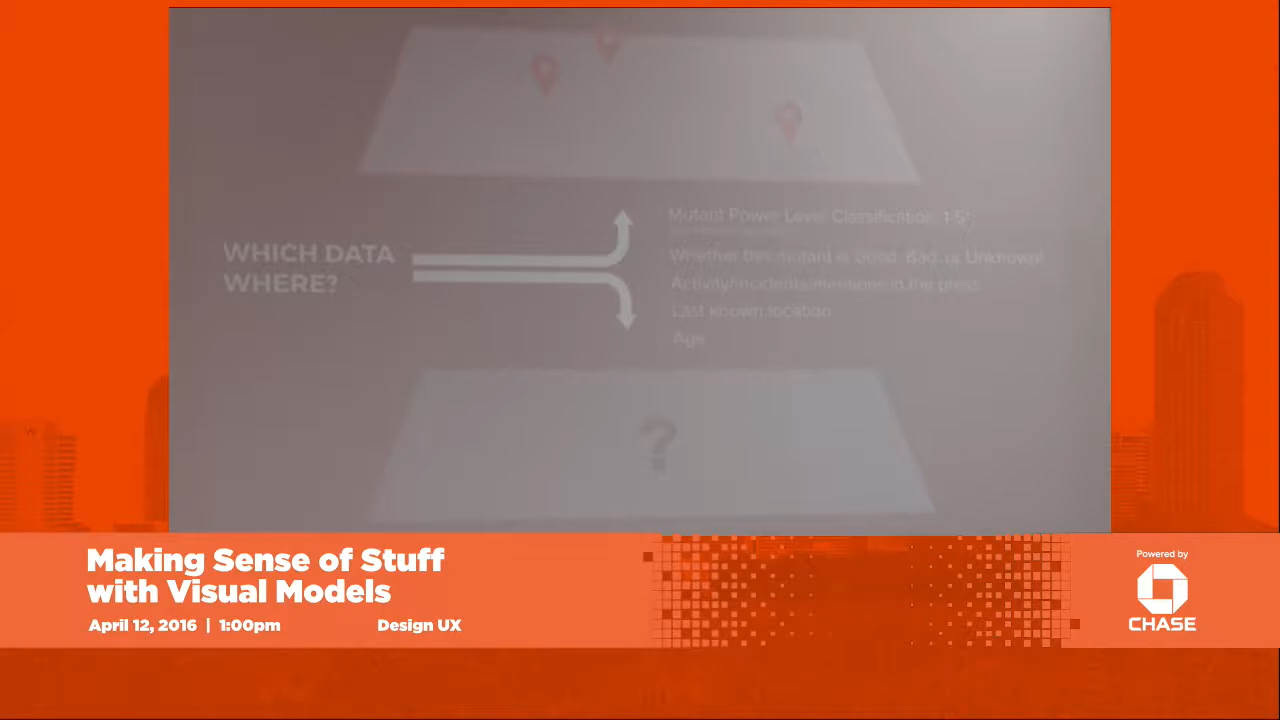 WHICH DATA
WHERE?
Mutant Power Level Classification 1-5
Whether this mutant is Good, Bad, or Unknown!
Activity/incidents/mentions in the press
Last known location
Age
?
Making Sense of Stuff
with Visual Models
April 12, 2016 | 1:00pm
Design UX
Powered by
CHASE